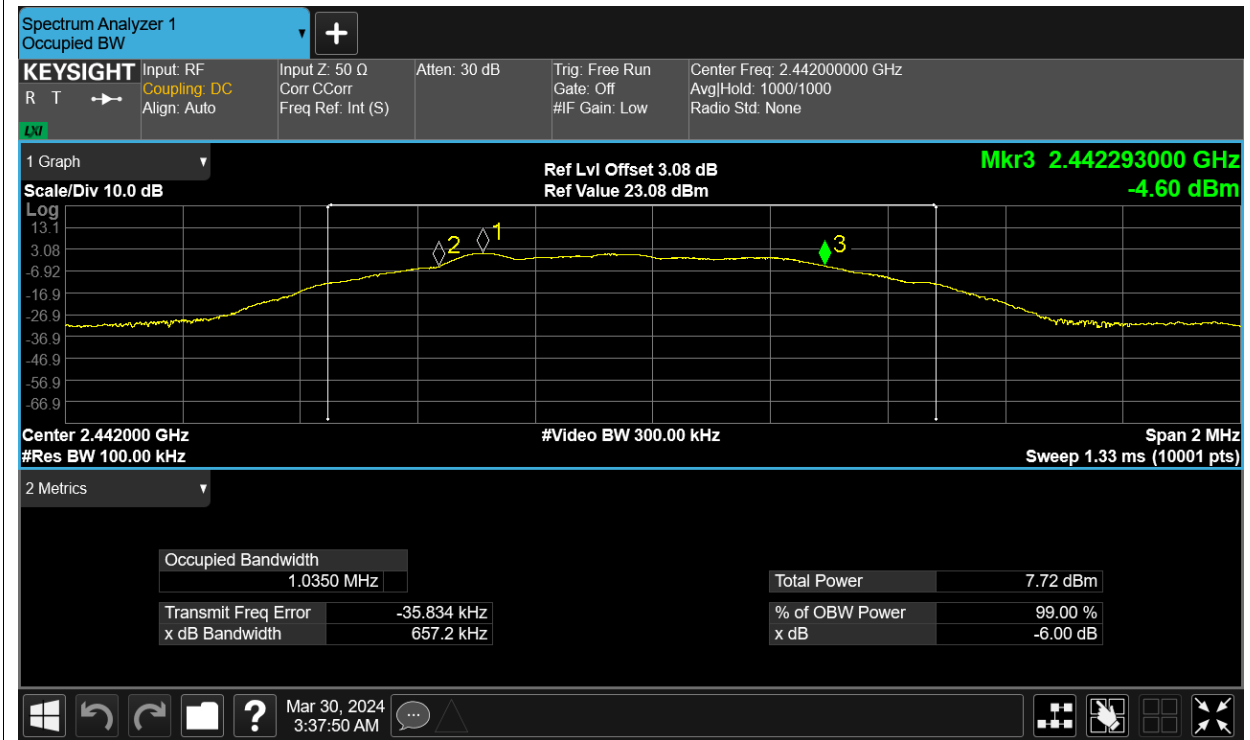 Spectrum Analyzer 1
Occupied BW
KEYSIGHT
R T
LXI
Input: RF
Coupling: DC
Align: Auto
Input Z: 50 Ω
Corr CCorr
Freq Ref: Int (S)
Atten: 30 dB
Trig: Free Run
Gate: Off
#IF Gain: Low
Center Freq: 2.442000000 GHz
Avg|Hold: 1000/1000
Radio Std: None
1 Graph
Scale/Div 10.0 dB
Ref Lvl Offset 3.08 dB
Ref Value 23.08 dBm
Mkr3 2.442293000 GHz
-4.60 dBm
Log
13.1
3.08
-6.92
-16.9
-26.9
-36.9
-46.9
-56.9
-66.9
2
1
3
Center 2.442000 GHz
#Video BW 300.00 kHz
Span 2 MHz
#Res BW 100.00 kHz
Sweep 1.33 ms (10001 pts)
2 Metrics
Occupied Bandwidth
1.0350 MHz
Total Power 7.72 dBm
Transmit Freq Error -35.834 kHz
% of OBW Power 99.00 %
x dB Bandwidth 657.2 kHz
x dB -6.00 dB
?
Mar 30, 2024
3:37:50 AM